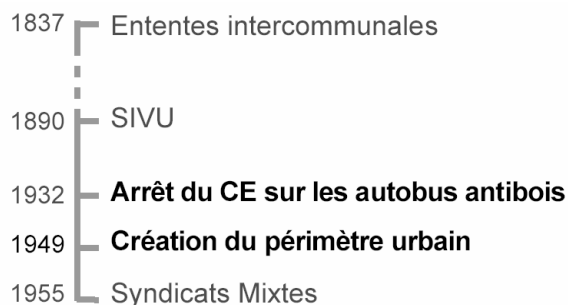 1837 Ententes intercommunales
1890 SIVU
1932 Arrêt du CE sur les autobus antibois
1949 Création du périmètre urbain
1955 Syndicats Mixtes